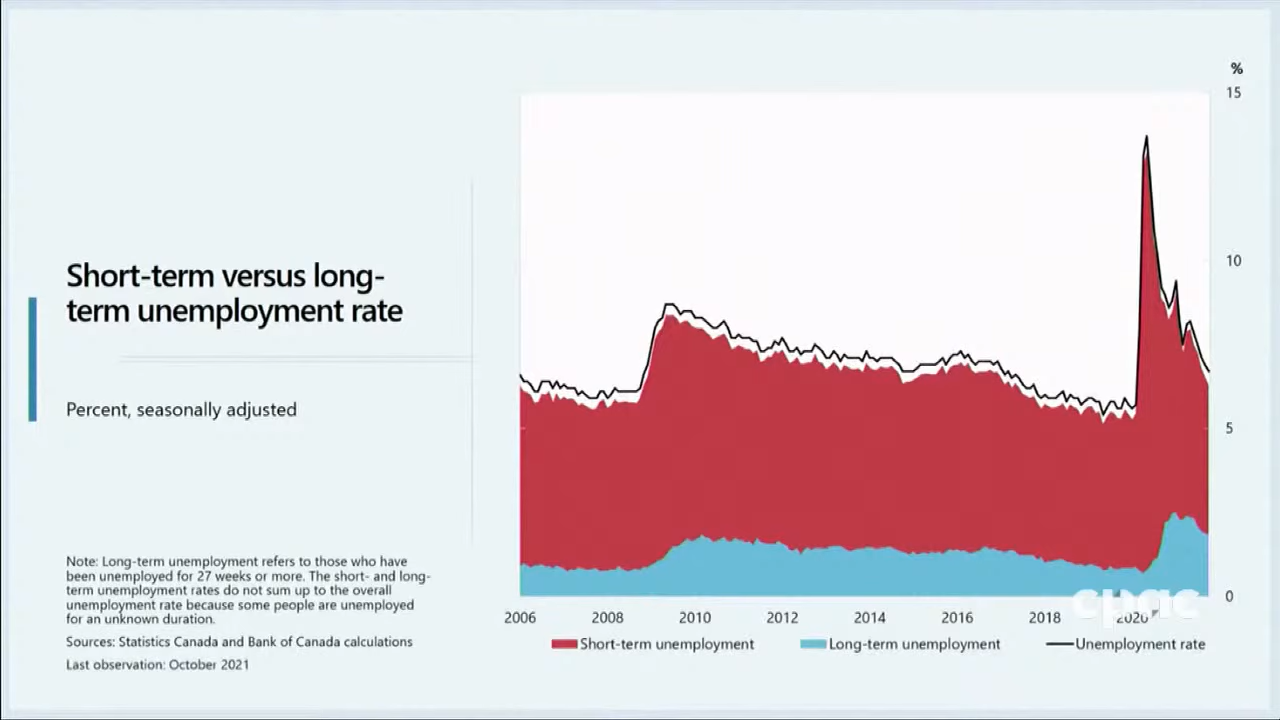 Short-term versus long-
term unemployment rate
Percent, seasonally adjusted
Note: Long-term unemployment refers to those who have
been unemployed for 27 weeks or more. The short- and long-
term unemployment rates do not sum up to the overall
unemployment rate because some people are unemployed
for an unknown duration.
Sources: Statistics Canada and Bank of Canada calculations
Last observation: October 2021
%
15
10
5
0
2006 2008 2010 2012 2014 2016 2018 2020
cpac
Short-term unemployment Long-term unemployment Unemployment rate